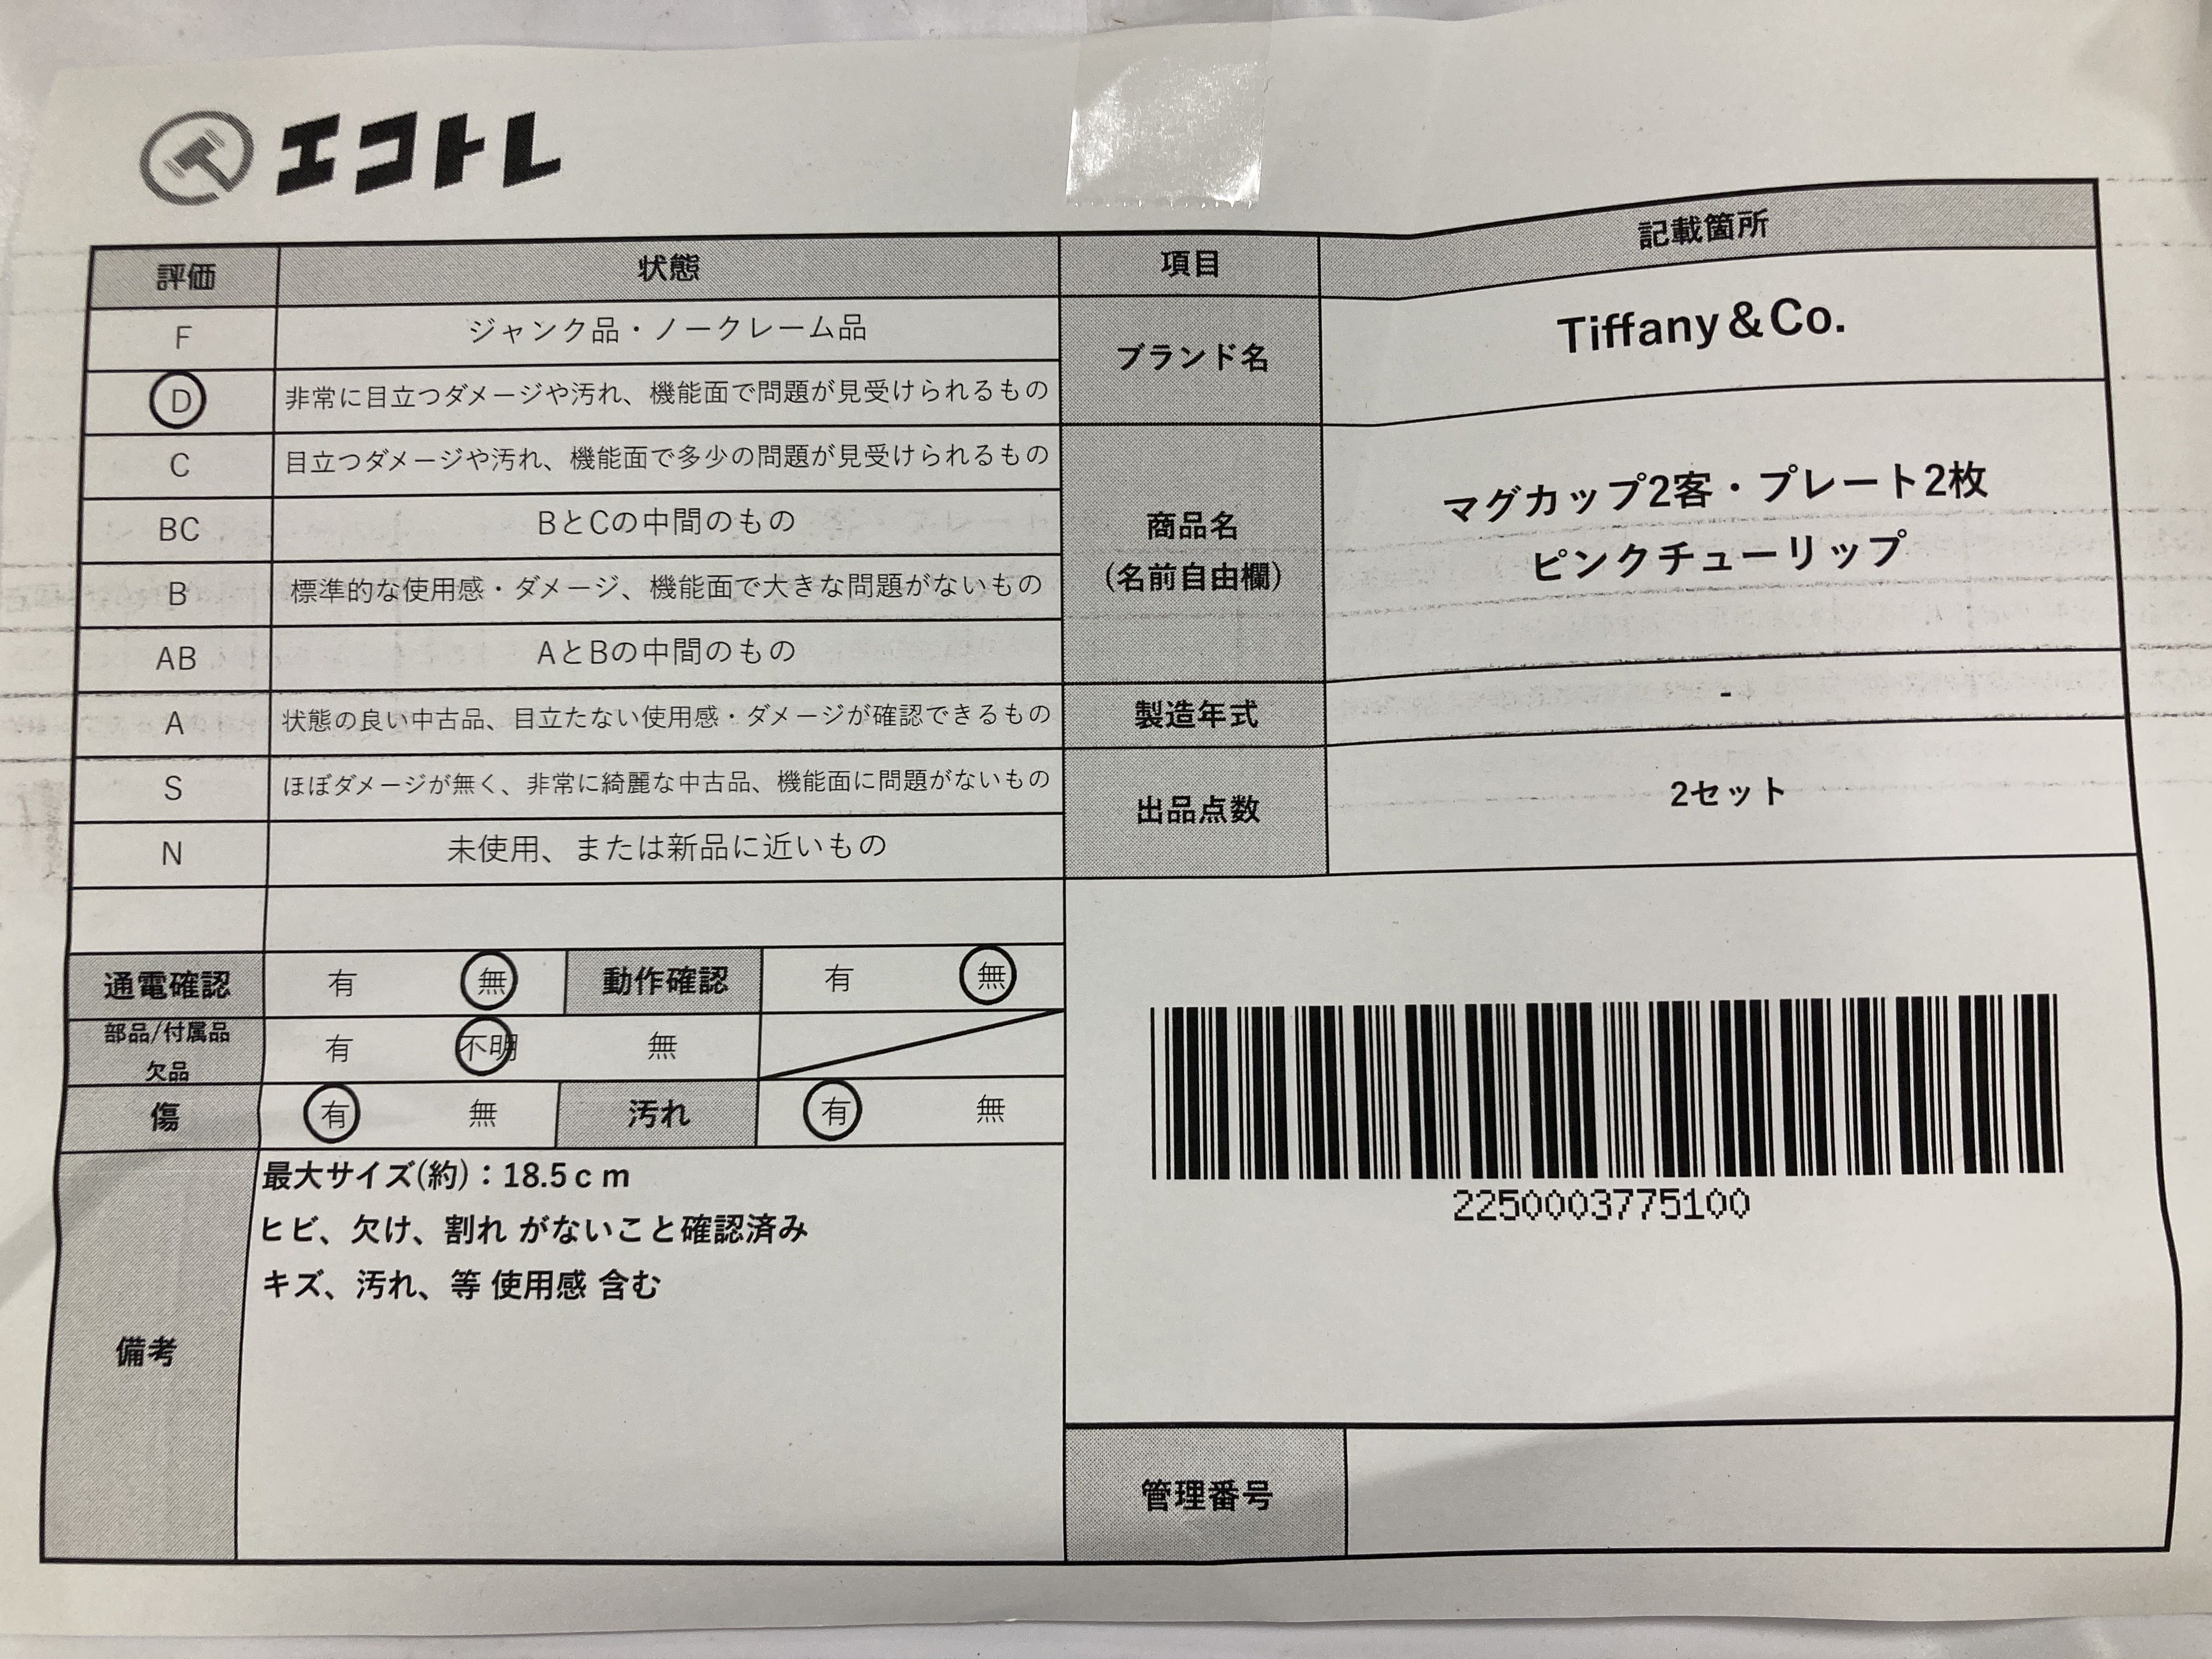 エコトレ
評価 状態 項目 記載箇所
F ジャンク品・ノークレーム品
D 非常に目立つダメージや汚れ、機能面で問題が見受けられるもの
C 目立つダメージや汚れ、機能面で多少の問題が見受けられるもの
BC BとCの中間のもの
B 標準的な使用感・ダメージ、機能面で大きな問題がないもの
AB AとBの中間のもの
A 状態の良い中古品、目立たない使用感・ダメージが確認できるもの
S ほぼダメージが無く、非常に綺麗な中古品、機能面に問題がないもの
N 未使用、または新品に近いもの
ブランド名 Tiffany＆Co.
商品名
(名前自由欄)
マグカップ2客・プレート2枚
ピンクチューリップ
製造年式 -
出品点数 2セット
通電確認 有 無 動作確認 有 無
部品/付属品
欠品
有 不明 無
傷 有 無 汚れ 有 無
備考
最大サイズ(約)：18.5ｃｍ
ヒビ、欠け、割れ がないこと確認済み
キズ、汚れ、等 使用感 含む
2250003775100
管理番号